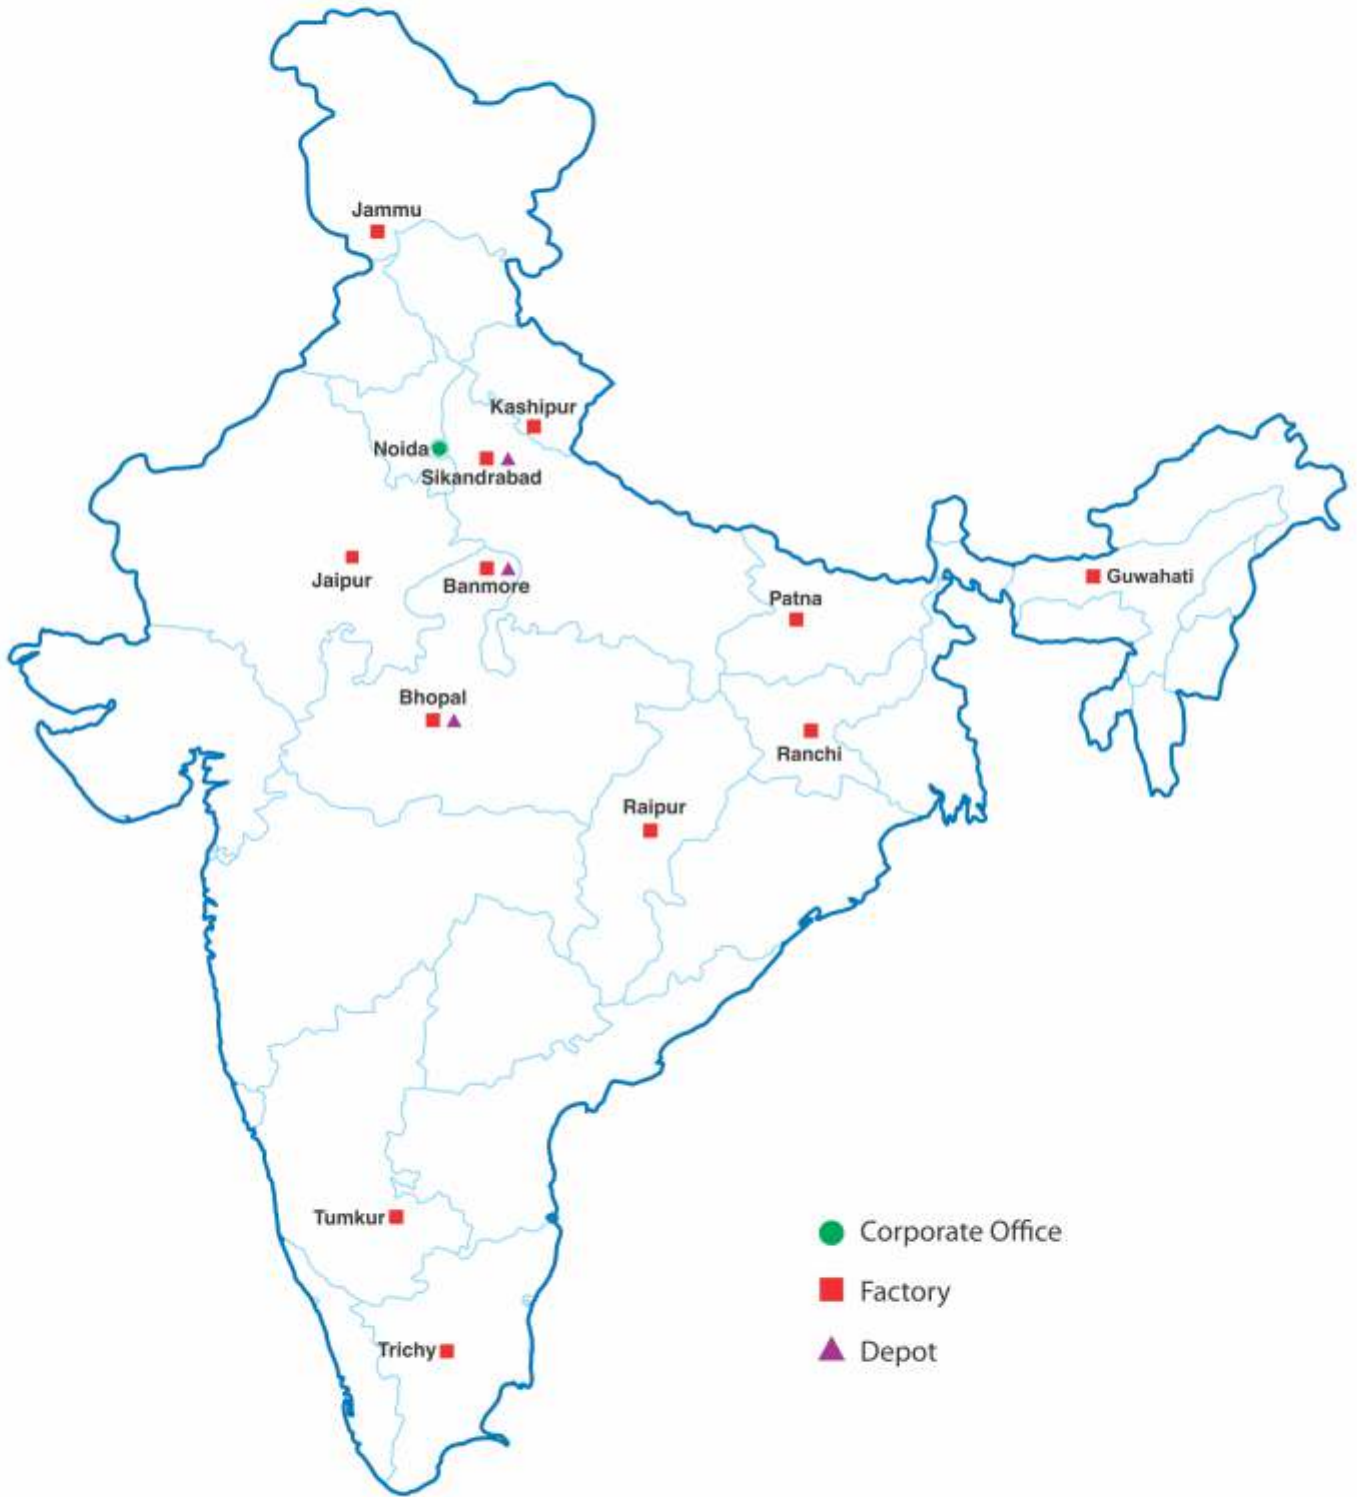 Jammu
Kashipur
Noida
Sikandrabad
Jaipur
Banmore
Guwahati
Patna
Bhopal
Ranchi
Raipur
Tumkur
Corporate Office
Factory
Trichy
Depot